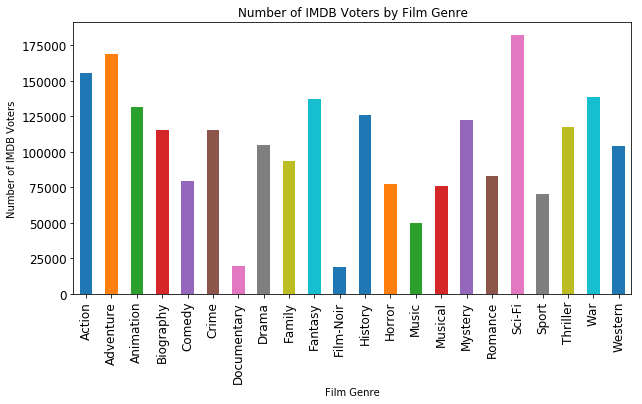 Number of IMDB Voters by Film Genre
Number of IMDB Voters
175000
150000
125000
100000
75000
50000
25000
0
Action
Adventure
Animation
Biography
Comedy
Crime
Documentary
Drama
Family
Fantasy
Film-Noir
History
Horror
Music
Musical
Mystery
Romance
Sci-Fi
Sport
Thriller
War
Western
Film Genre